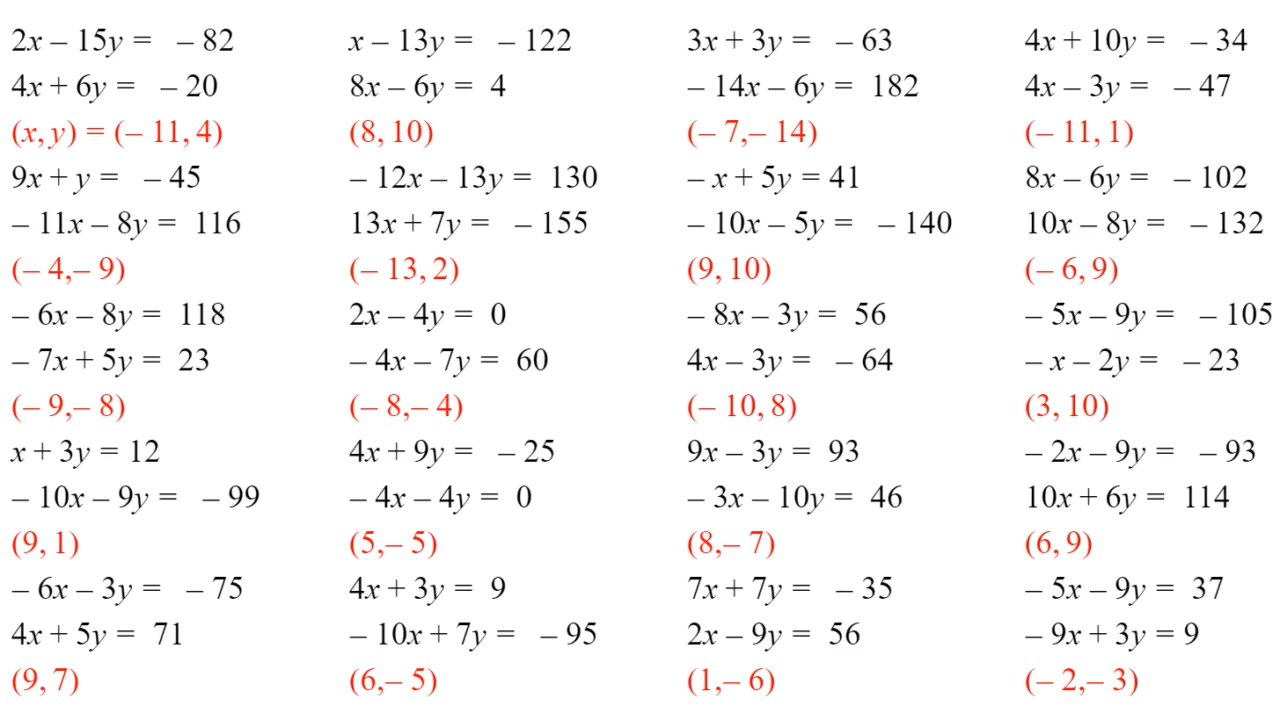 2x – 15y = – 82
4x + 6y = – 20
(x, y) = (– 11, 4)
9x + y = – 45
– 11x – 8y = 116
(– 4,– 9)
– 6x – 8y = 118
– 7x + 5y = 23
(– 9,– 8)
x + 3y = 12
– 10x – 9y = – 99
(9, 1)
– 6x – 3y = – 75
4x + 5y = 71
(9, 7)
x – 13y = – 122
8x – 6y = 4
(8, 10)
– 12x – 13y = 130
13x + 7y = – 155
(– 13, 2)
2x – 4y = 0
– 4x – 7y = 60
(– 8,– 4)
4x + 9y = – 25
– 4x – 4y = 0
(5,– 5)
4x + 3y = 9
– 10x + 7y = – 95
(6,– 5)
3x + 3y = – 63
– 14x – 6y = 182
(– 7,– 14)
– x + 5y = 41
– 10x – 5y = – 140
(9, 10)
– 8x – 3y = 56
4x – 3y = – 64
(– 10, 8)
9x – 3y = 93
– 3x – 10y = 46
(8,– 7)
7x + 7y = – 35
2x – 9y = 56
(1,– 6)
4x + 10y = – 34
4x – 3y = – 47
(– 11, 1)
8x – 6y = – 102
10x – 8y = – 132
(– 6, 9)
– 5x – 9y = – 105
– x – 2y = – 23
(3, 10)
– 2x – 9y = – 93
10x + 6y = 114
(6, 9)
– 5x – 9y = 37
– 9x + 3y = 9
(– 2,– 3)